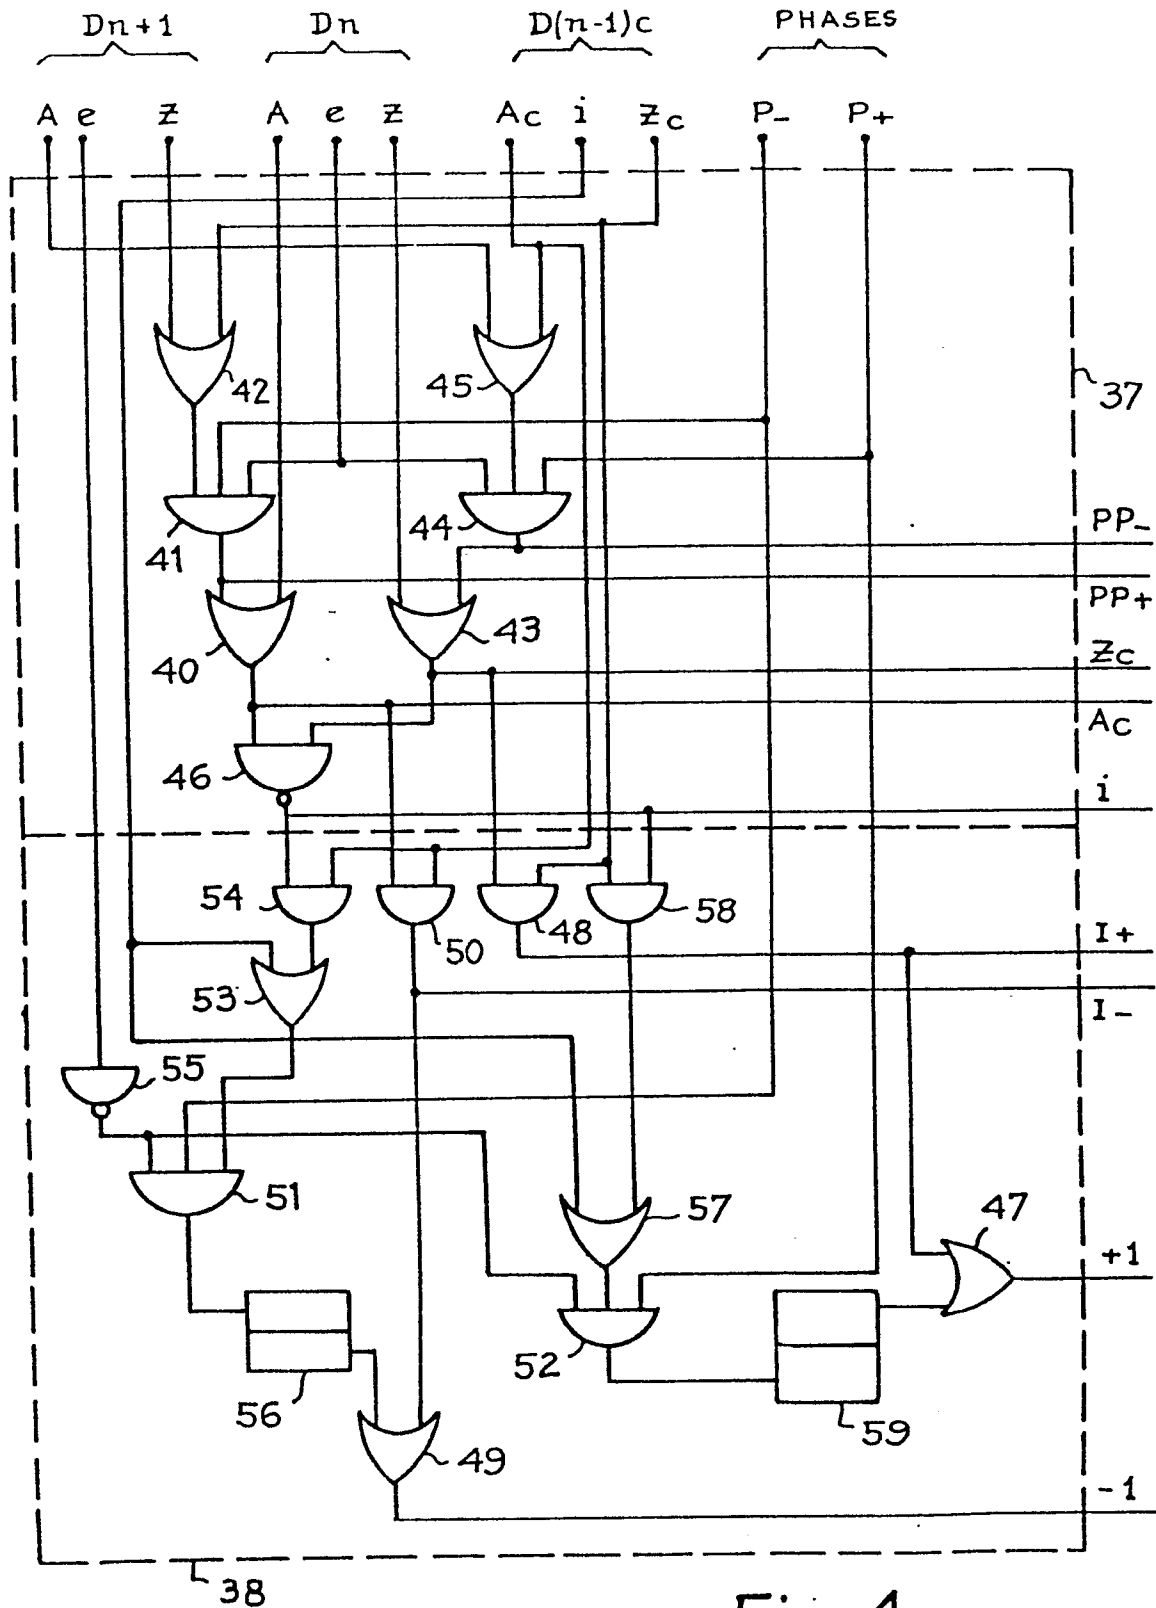 Dn+1 Dn D(n-1)c PHASES
A e Z A e Z Ac i Zc P- P+
42 45 37
41 44 PP-
PP+
40 43 Zc
Ac
46 i
54 50 48 58
I+
53 I-
55
51 57 47
+1
52
56 59
49
-1
38